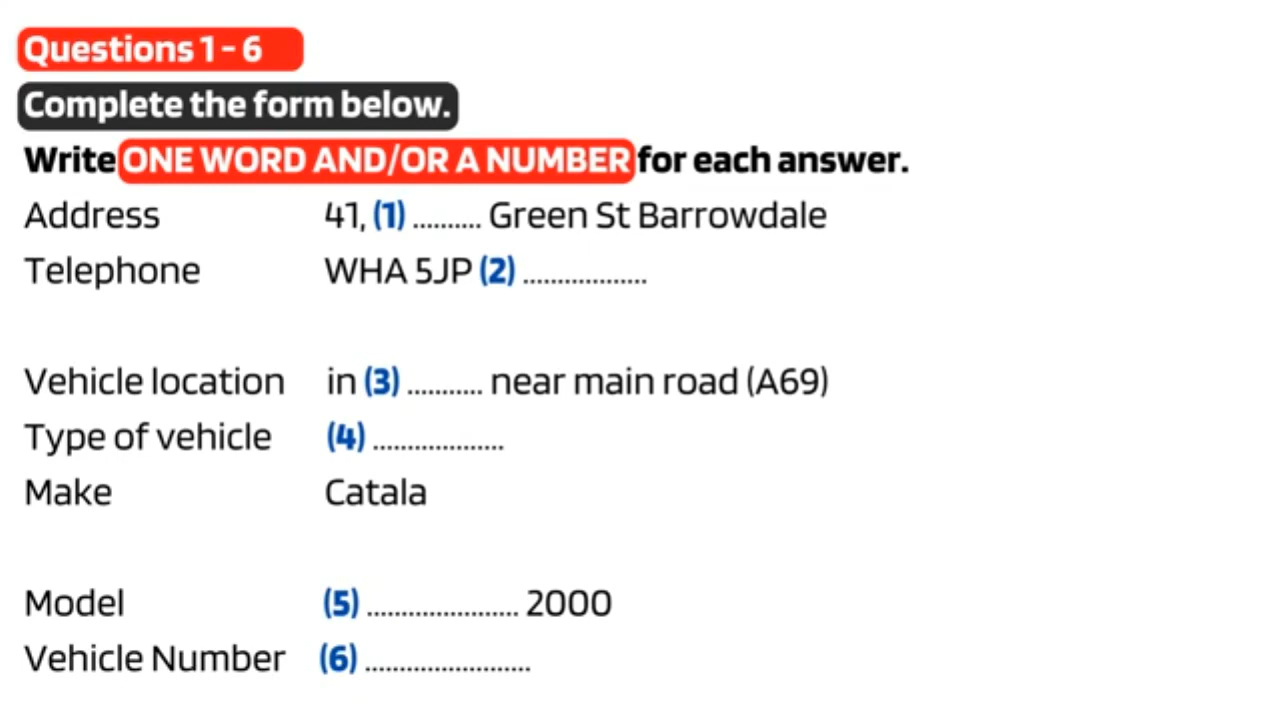 Questions 1 - 6
Complete the form below.
Write ONE WORD AND/OR A NUMBER for each answer.
Address 41, (1) .......... Green St Barrowdale
Telephone WHA 5JP (2) ..................
Vehicle location in (3) ........... near main road (A69)
Type of vehicle (4) ...................
Make Catala
Model (5) ...................... 2000
Vehicle Number (6) ........................